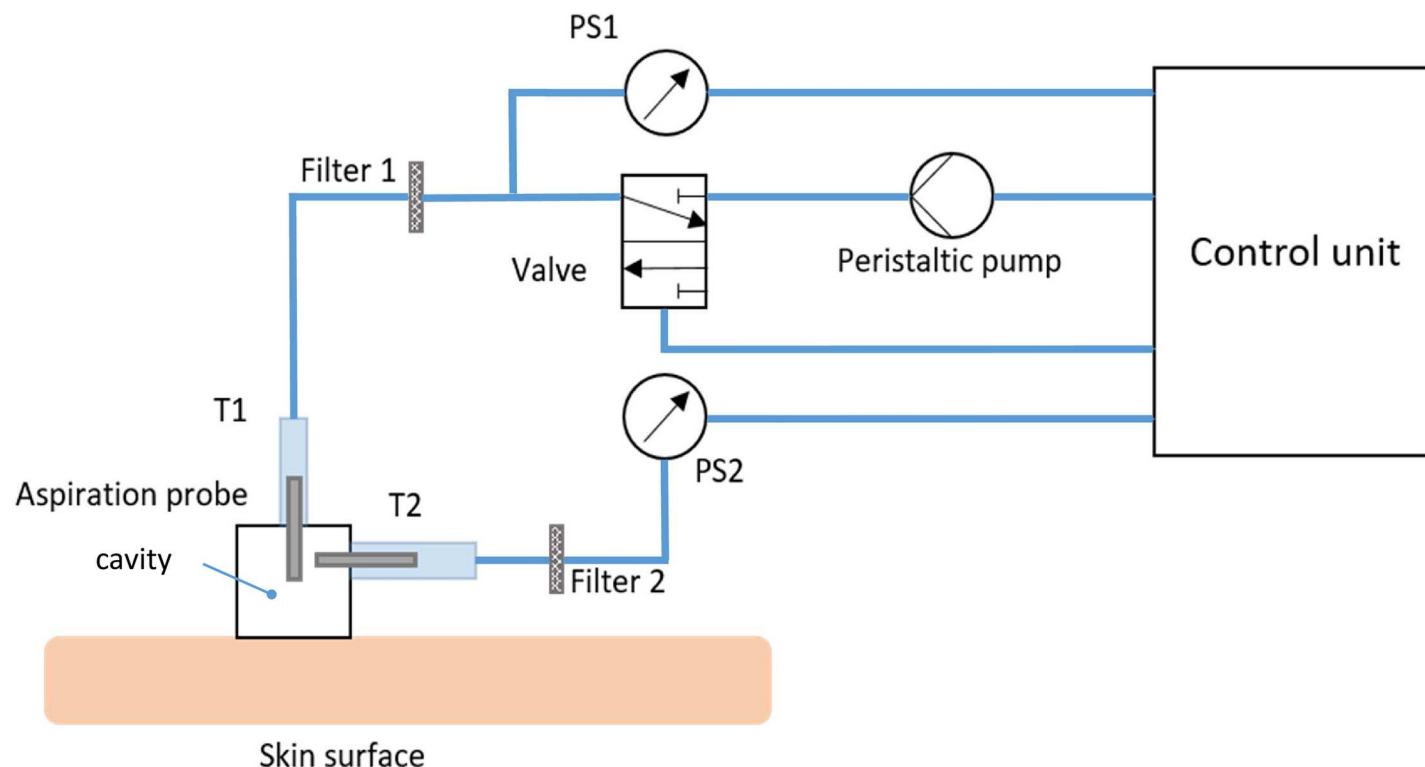 PS1
Filter 1
Valve
Peristaltic pump
Control unit
T1
PS2
Aspiration probe
T2
cavity
Filter 2
Skin surface